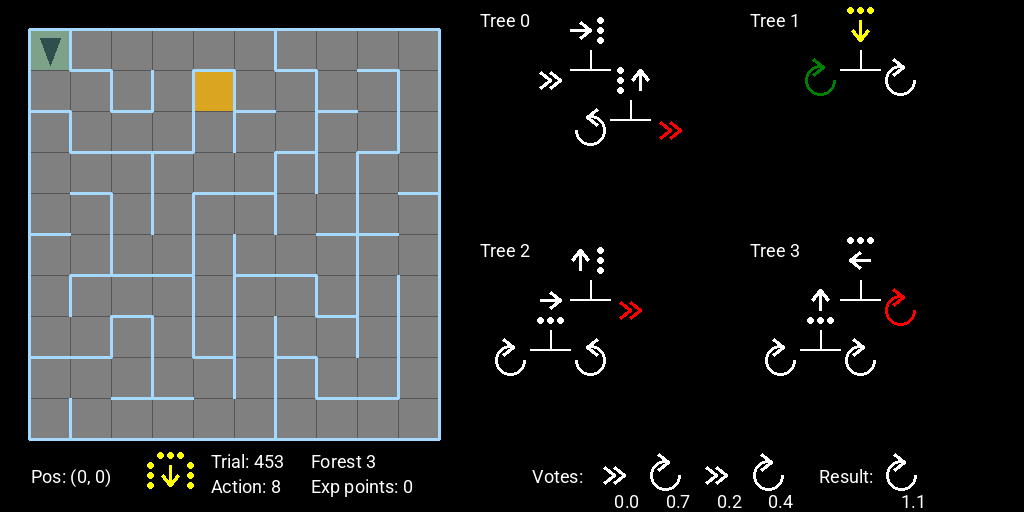 Tree 0
Tree 1
Tree 2
Tree 3
Pos: (0, 0)
Trial: 453
Forest 3
Action: 8
Exp points: 0
Votes:
0.0
0.7
0.2
0.4
Result:
1.1